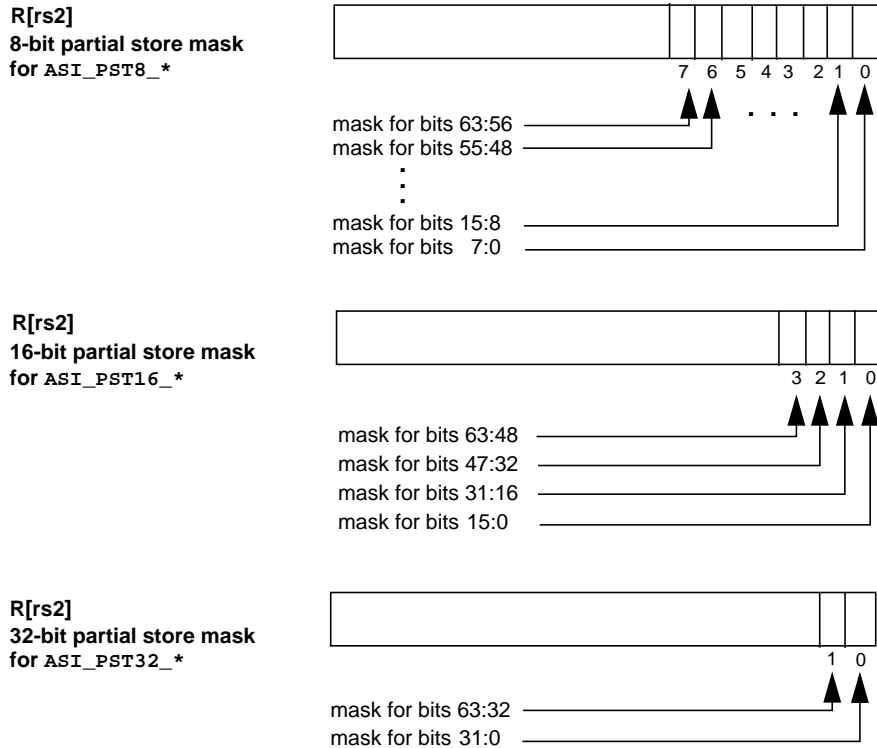 R[rs2]
8-bit partial store mask
for ASI_PST8_*
7 6 5 4 3 2 1 0
. . .
mask for bits 63:56
mask for bits 55:48
.
.
.
mask for bits 15:8
mask for bits 7:0
R[rs2]
16-bit partial store mask
for ASI_PST16_*
3 2 1 0
mask for bits 63:48
mask for bits 47:32
mask for bits 31:16
mask for bits 15:0
R[rs2]
32-bit partial store mask
for ASI_PST32_*
1 0
mask for bits 63:32
mask for bits 31:0